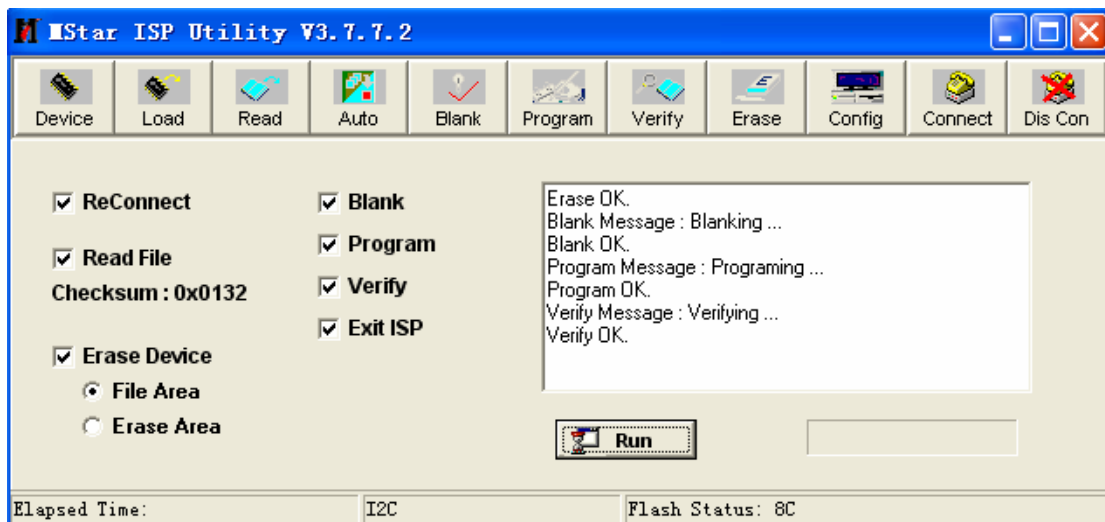 MStar ISP Utility V3.7.7.2
Device Load Read Auto Blank Program Verify Erase Config Connect Dis Con
ReConnect
Read File
Checksum : 0x0132
Erase Device
File Area
Erase Area
Blank
Program
Verify
Exit ISP
Erase OK.
Blank Message : Blanking ...
Blank OK.
Program Message : Programing ...
Program OK.
Verify Message : Verifying ...
Verify OK.
Run
Elapsed Time: I2C Flash Status: 8C